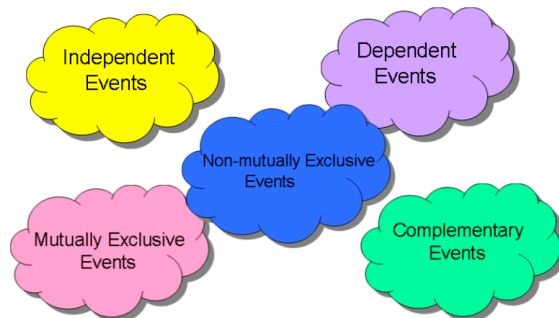 Independent
Events
Dependent
Events
Non-mutually Exclusive
Events
Mutually Exclusive
Events
Complementary
Events